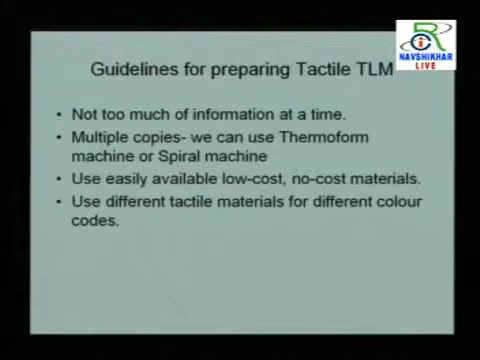 5R
i
NAVSHIKHAR
LIVE
Guidelines for preparing Tactile TLM
• Not too much of information at a time.
• Multiple copies- we can use Thermoform
machine or Spiral machine
• Use easily available low-cost, no-cost materials.
• Use different tactile materials for different colour
codes.